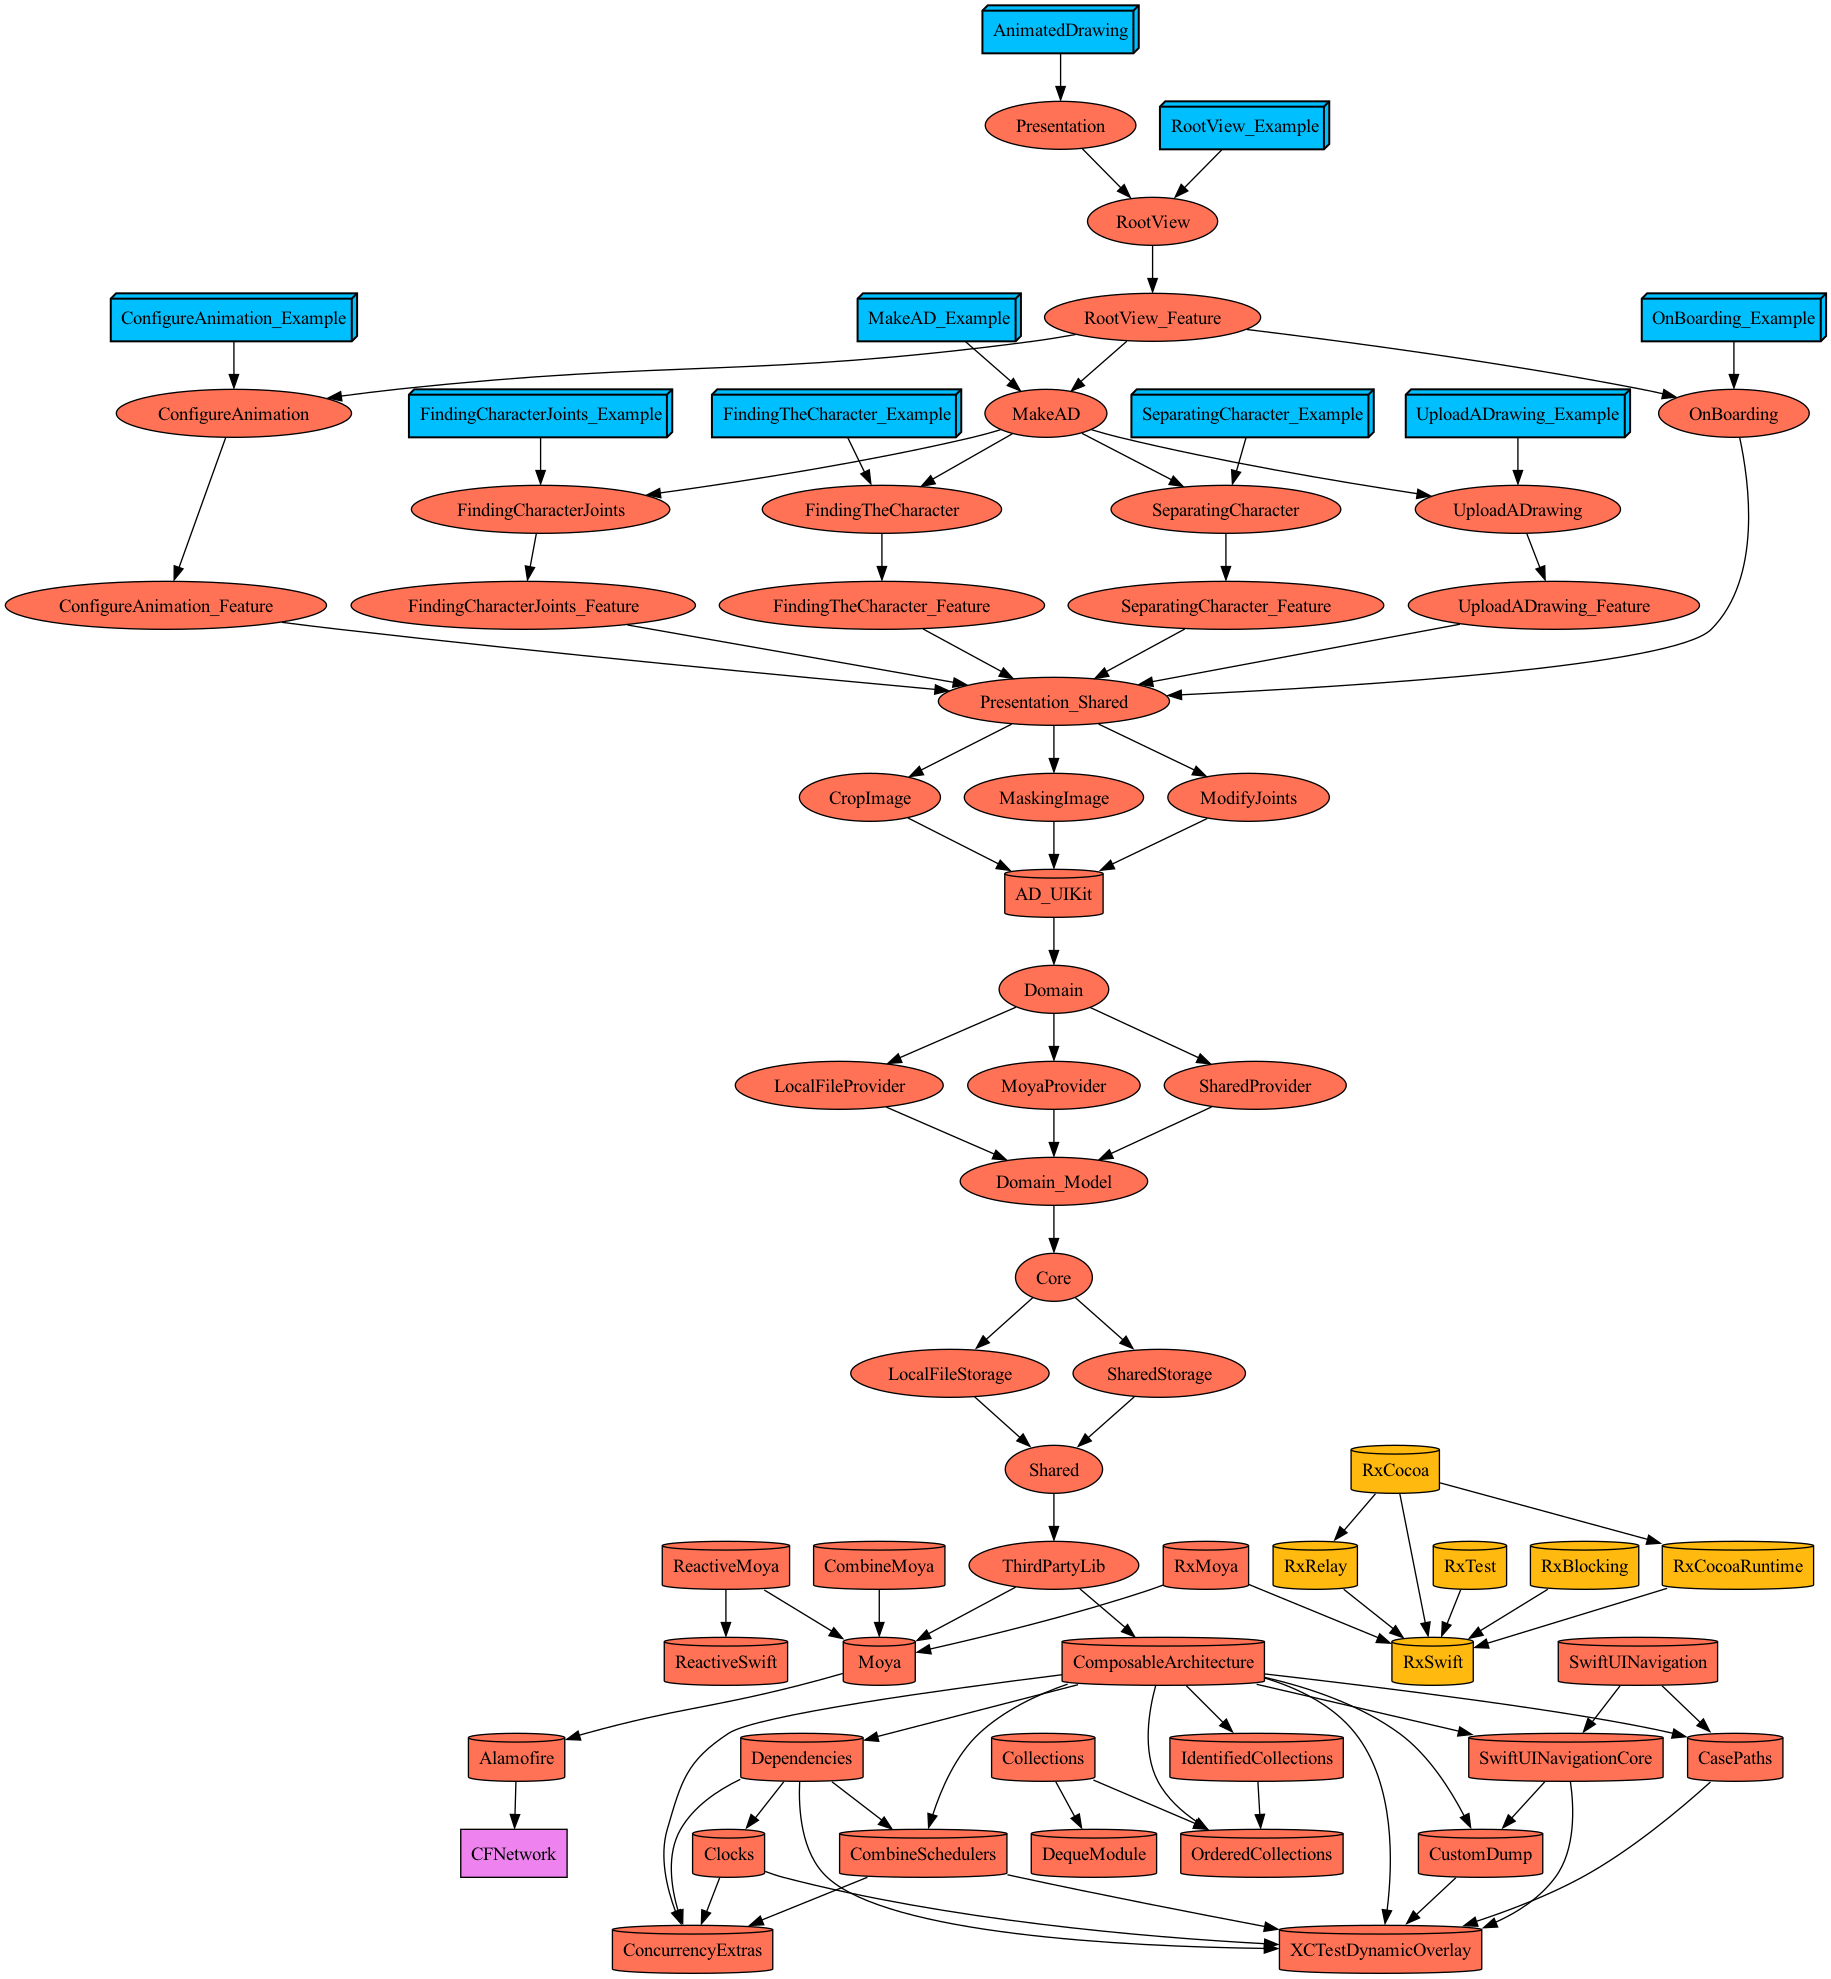 AnimatedDrawing
Presentation
RootView_Example
RootView
ConfigureAnimation_Example
MakeAD_Example
RootView_Feature
OnBoarding_Example
ConfigureAnimation
FindingCharacterJoints_Example
FindingTheCharacter_Example
MakeAD
SeparatingCharacter_Example
UploadADrawing_Example
OnBoarding
FindingCharacterJoints
FindingTheCharacter
SeparatingCharacter
UploadADrawing
ConfigureAnimation_Feature
FindingCharacterJoints_Feature
FindingTheCharacter_Feature
SeparatingCharacter_Feature
UploadADrawing_Feature
Presentation_Shared
CropImage
MaskingImage
ModifyJoints
AD_UIKit
Domain
LocalFileProvider
MoyaProvider
SharedProvider
Domain_Model
Core
LocalFileStorage
SharedStorage
Shared
RxCocoa
ReactiveMoya
CombineMoya
ThirdPartyLib
RxMoya
RxRelay
RxTest
RxBlocking
RxCocoaRuntime
ReactiveSwift
Moya
ComposableArchitecture
RxSwift
SwiftUINavigation
Alamofire
Dependencies
Collections
IdentifiedCollections
SwiftUINavigationCore
CasePaths
CFNetwork
Clocks
CombineSchedulers
DequeModule
OrderedCollections
CustomDump
ConcurrencyExtras
XCTestDynamicOverlay